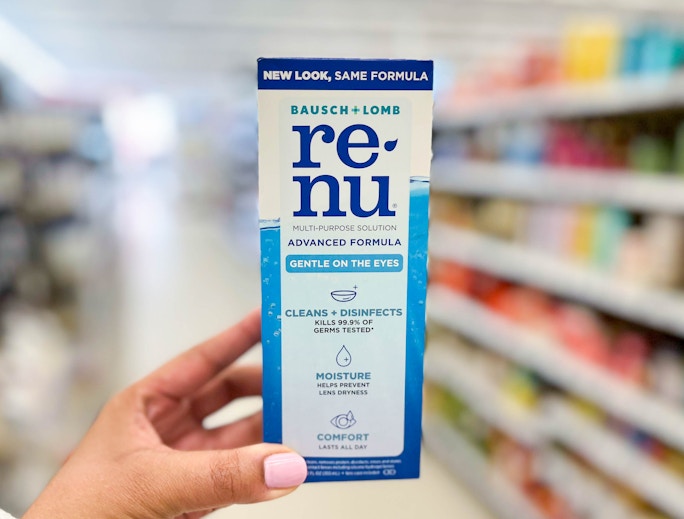 NEW LOOK, SAME FORMULA
BAUSCH + LOMB
re
nu®
MULTI-PURPOSE SOLUTION
ADVANCED FORMULA
GENTLE ON THE EYES
CLEANS + DISINFECTS
KILLS 99.9% OF
GERMS TESTED*
MOISTURE
HELPS PREVENT
LENS DRYNESS
COMFORT
LASTS ALL DAY